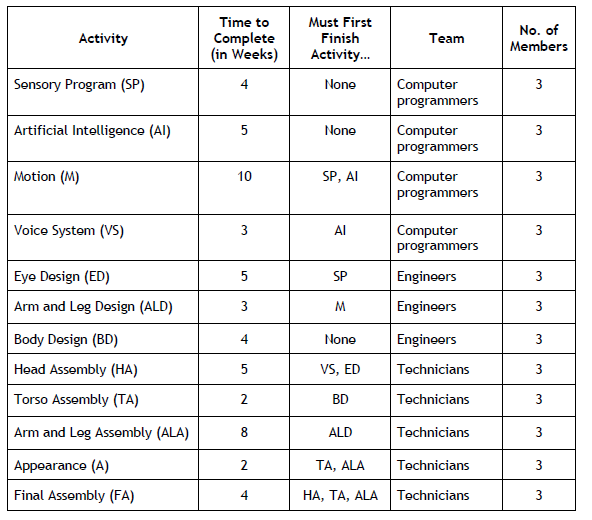 Activity
Time to
Complete
(in Weeks)
Must First
Finish
Activity...
Team
No. of
Members
Sensory Program (SP)
4
None
Computer
programmers
3
Artificial Intelligence (AI)
5
None
Computer
programmers
3
Motion (M)
10
SP, AI
Computer
programmers
3
Voice System (VS)
3
AI
Computer
programmers
3
Eye Design (ED)
5
SP
Engineers
3
Arm and Leg Design (ALD)
3
M
Engineers
3
Body Design (BD)
4
None
Engineers
3
Head Assembly (HA)
5
VS, ED
Technicians
3
Torso Assembly (TA)
2
BD
Technicians
3
Arm and Leg Assembly (ALA)
8
ALD
Technicians
3
Appearance (A)
2
TA, ALA
Technicians
3
Final Assembly (FA)
4
HA, TA, ALA
Technicians
3